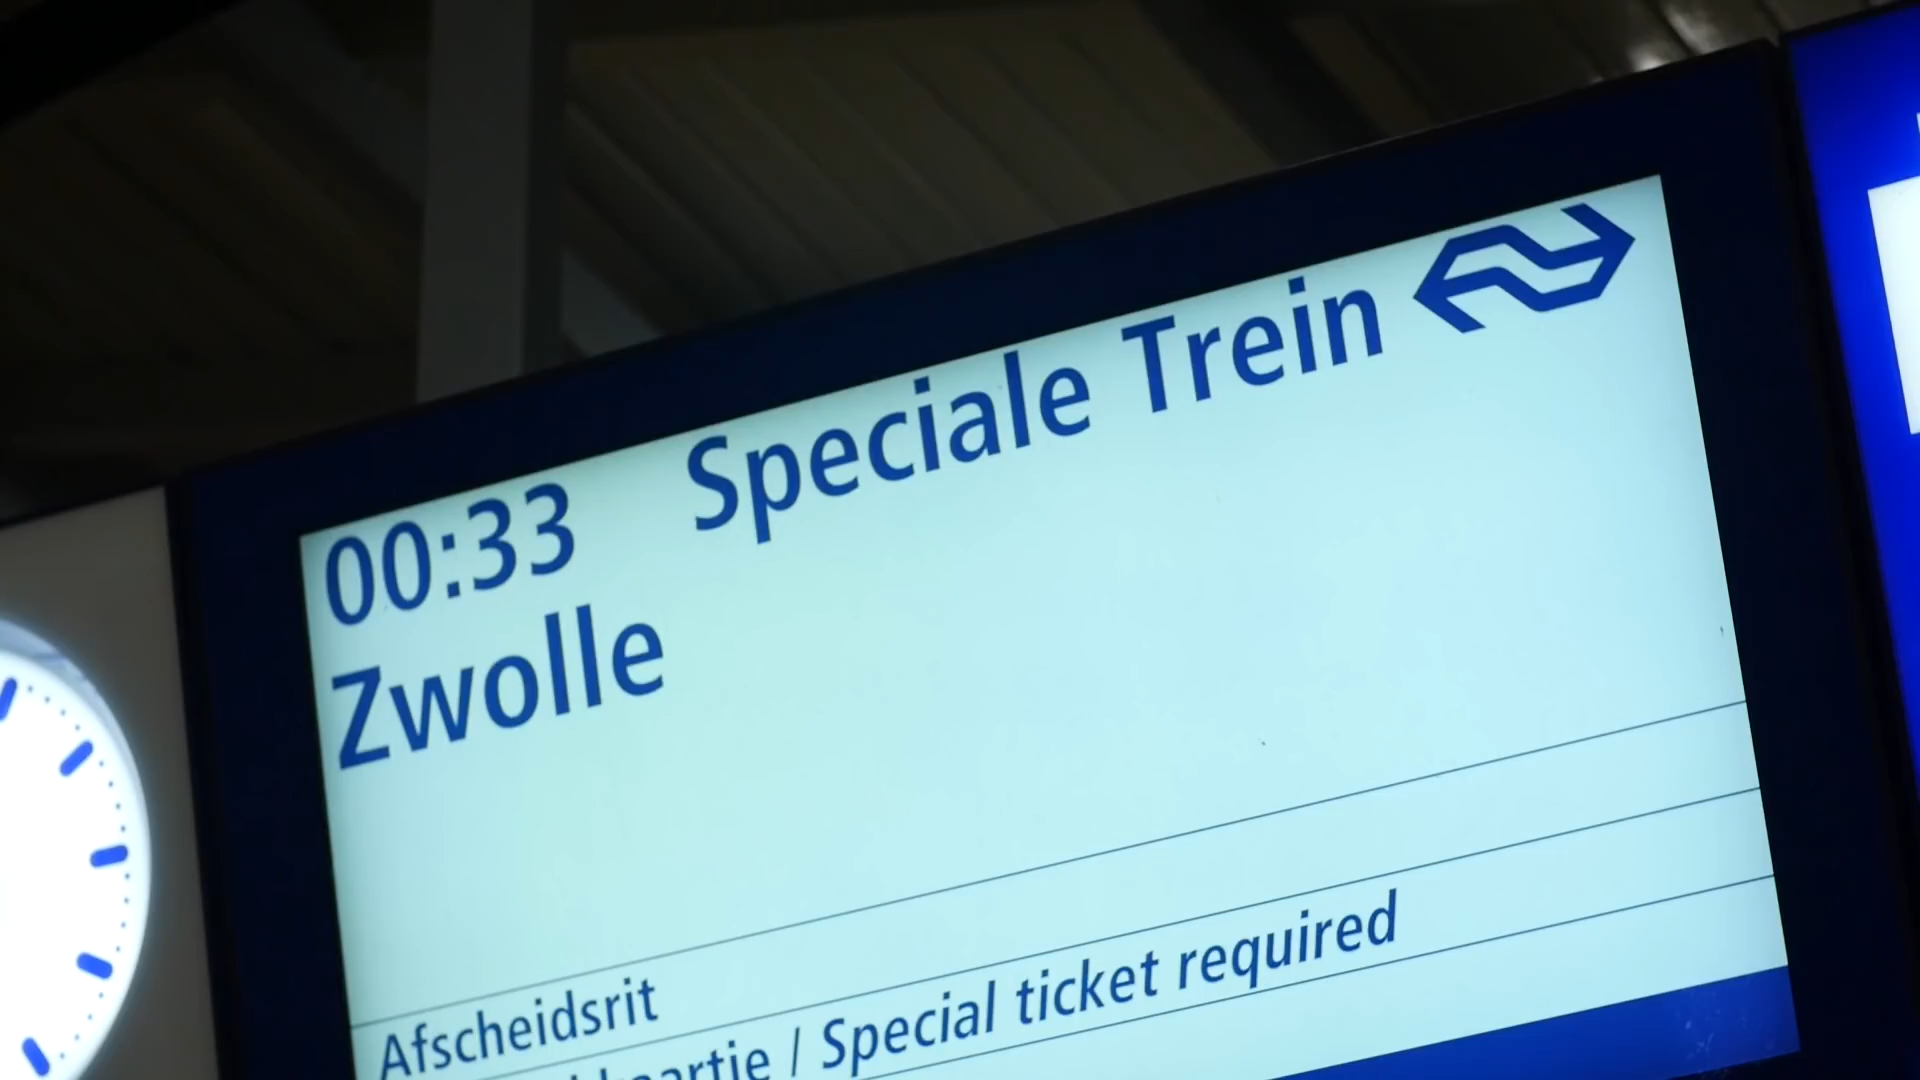 00:33 Speciale Trein
Zwolle
Afscheidsrit
/ Special ticket required